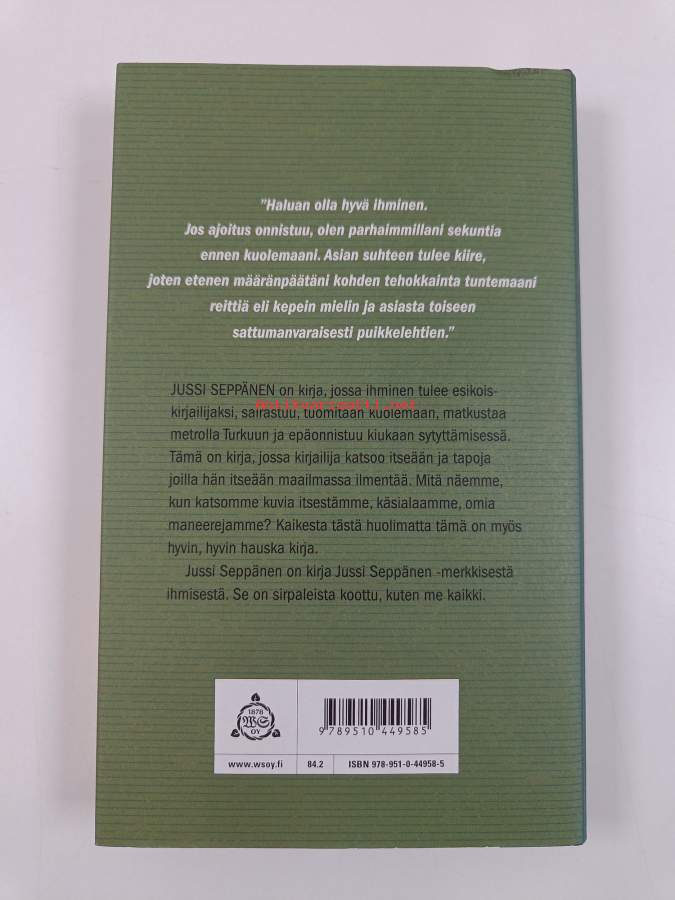 "Haluan olla hyvä ihminen.
Jos ajoitus onnistuu, olen parhaimmillani sekuntia
ennen kuolemaani. Asian suhteen tulee kiire,
joten etenen määränpäätäni kohden tehokkainta tuntemaani
reittiä eli kepein mielin ja asiasta toiseen
sattumanvaraisesti puikkelehtien."
JUSSI SEPPÄNEN on kirja, jossa ihminen tulee esikois-
Antikvariaatti.net
kirjailijaksi, sairastuu, tuomitaan kuolemaan, matkustaa
metrolla Turkuun ja epäonnistuu kiukaan sytyttämisessä.
Tämä on kirja, jossa kirjailija katsoo itseään ja tapoja
joilla hän itseään maailmassa ilmentää. Mitä näemme,
kun katsomme kuvia itsestämme, käsialaamme, omia
maneerejamme? Kaikesta tästä huolimatta tämä on myös
hyvin, hyvin hauska kirja.
Jussi Seppänen on kirja Jussi Seppänen -merkkisestä
ihmisestä. Se on sirpaleista koottu, kuten me kaikki.
1878
WS
OY
9 789510 449585
www.wsoy.fi
84.2
ISBN 978-951-0-44958-5